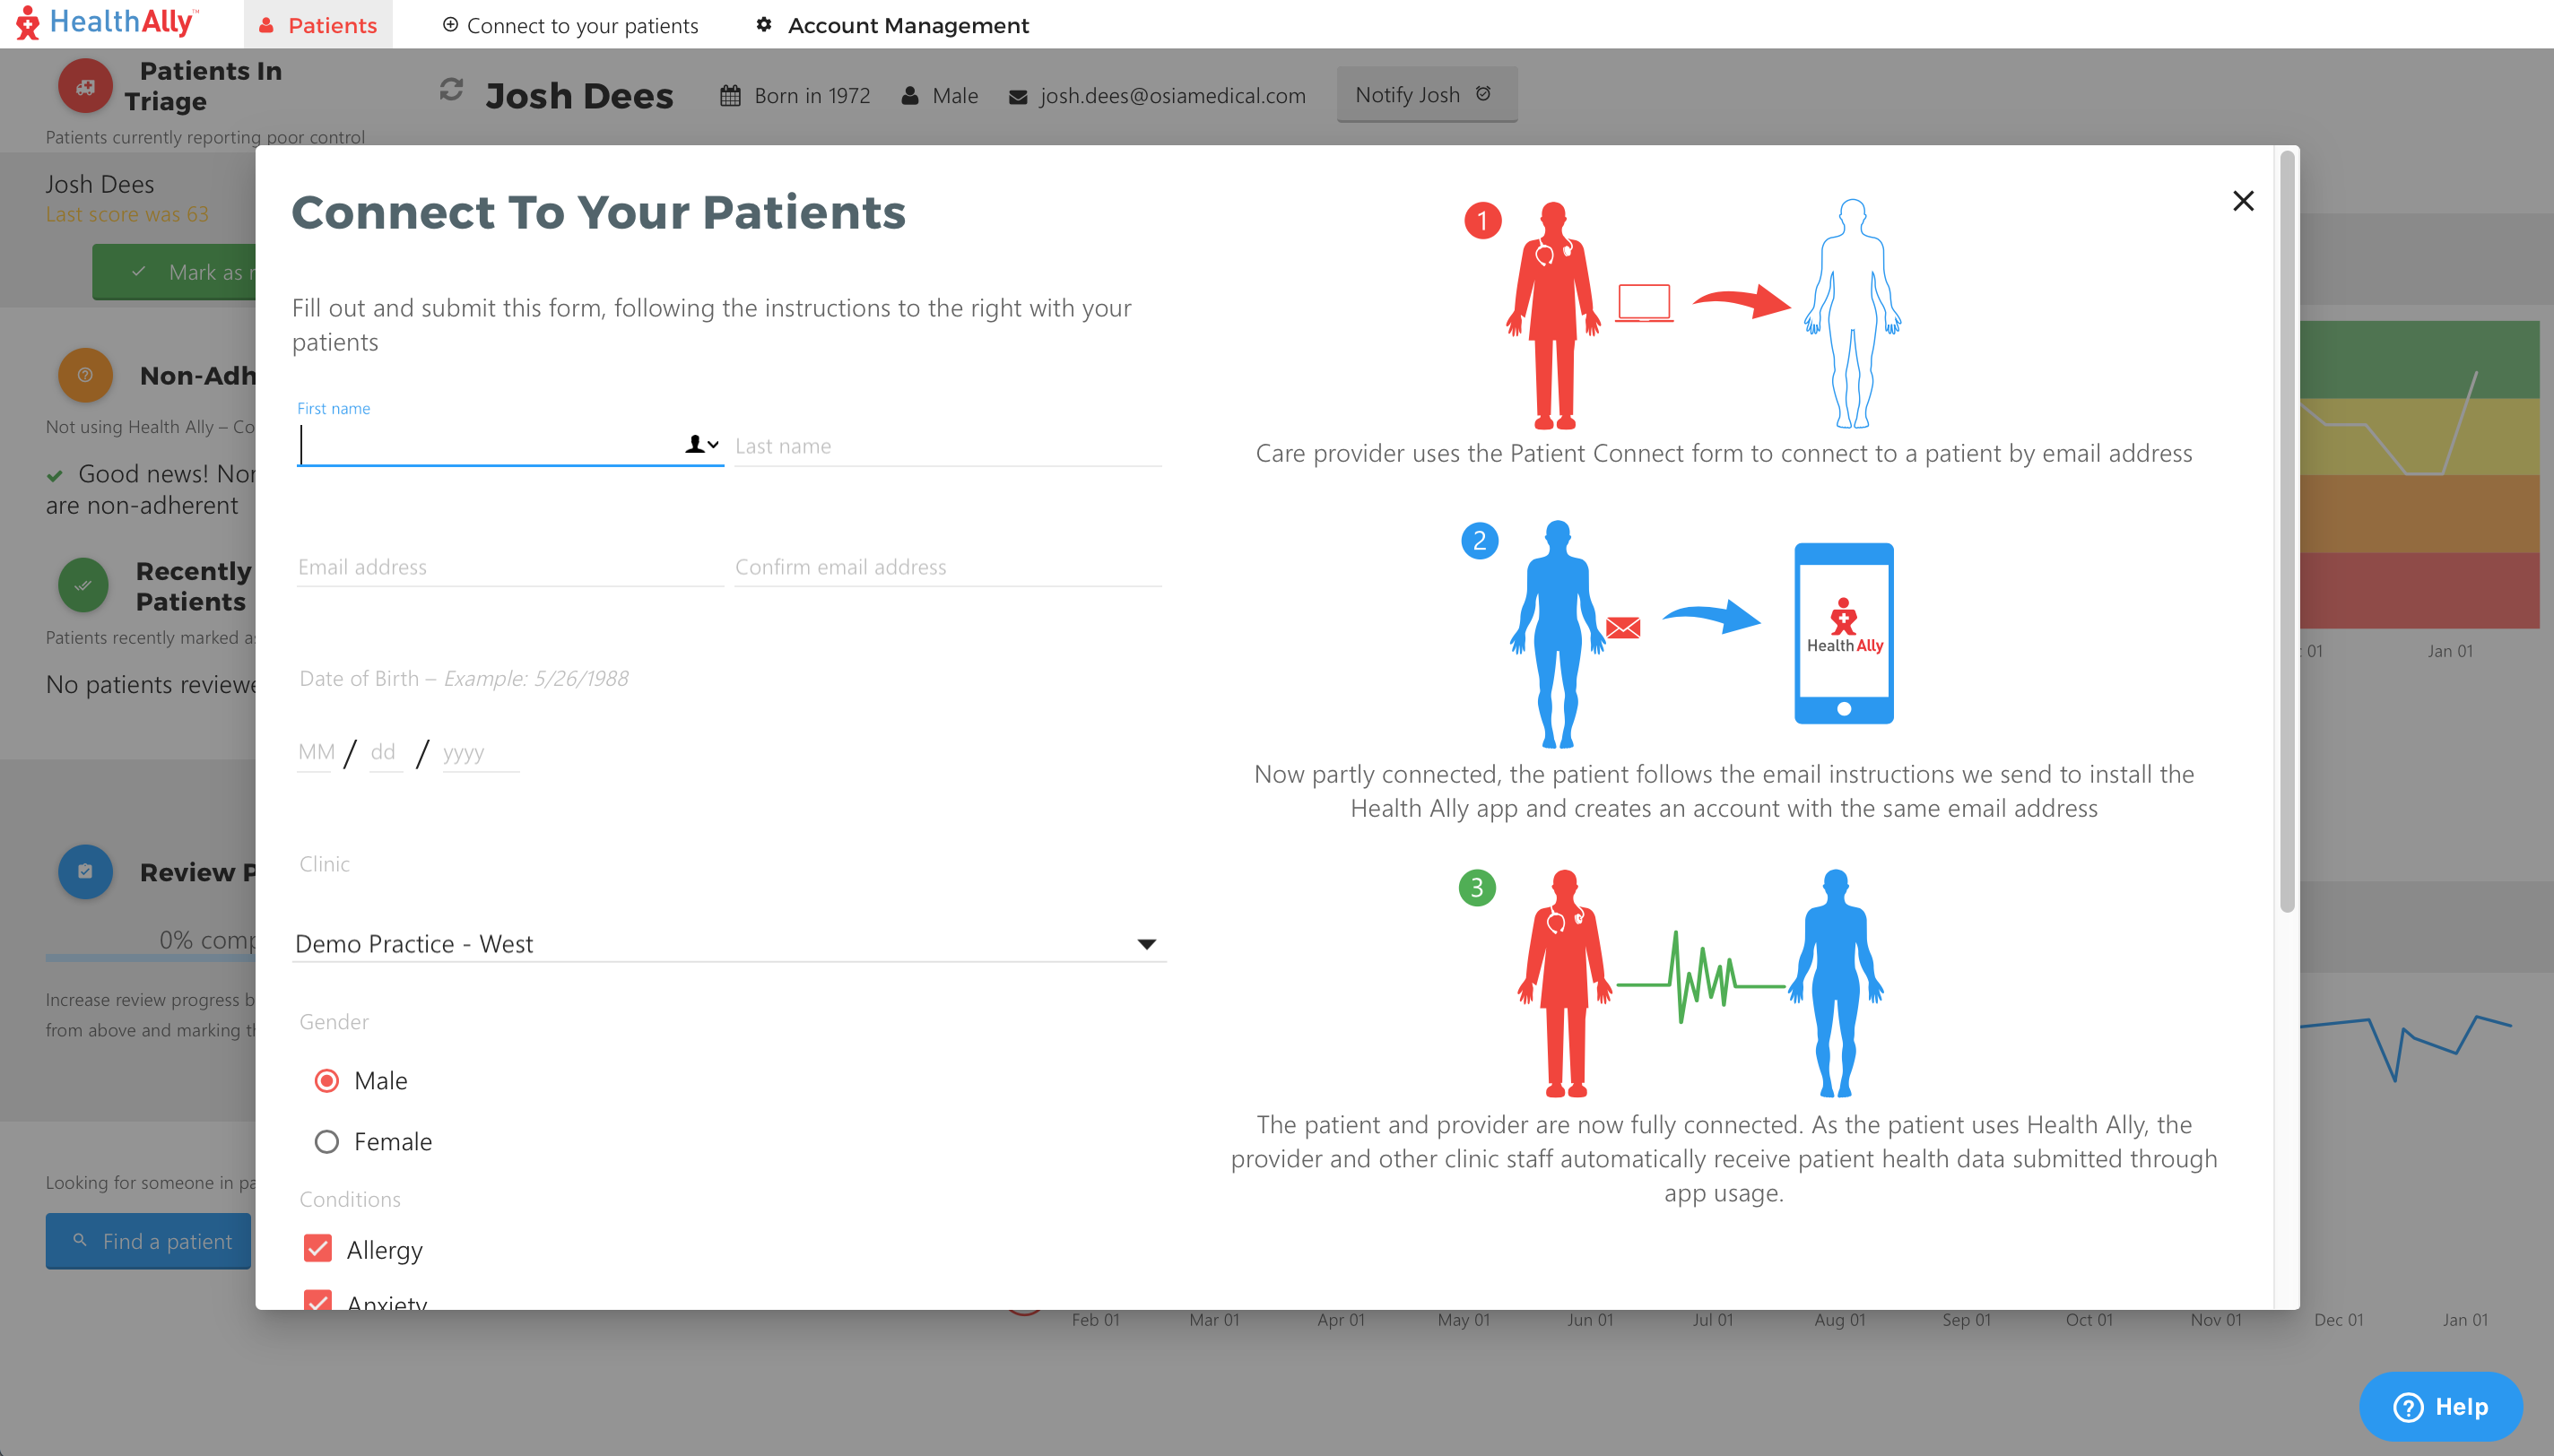 HealthAlly™
Patients
Connect to your patients
Account Management
Patients In
Triage
Patients currently reporting poor control
Josh Dees
Born in 1972
Male
josh.dees@osiamedical.com
Notify Josh
Josh Dees
Last score was 63
Mark as
Non-Adh
Not using Health Ally – Co
Good news! Nor
are non-adherent
Recently
Patients
Patients recently marked a
No patients reviewe
Review P
0% comp
Increase review progress b
from above and marking th
Looking for someone in pa
Find a patient
Connect To Your Patients
Fill out and submit this form, following the instructions to the right with your
patients
First name
Last name
Email address
Confirm email address
Date of Birth – Example: 5/26/1988
MM / dd / yyyy
Clinic
Demo Practice - West
Gender
Male
Female
Conditions
Allergy
Anxiety
1
Care provider uses the Patient Connect form to connect to a patient by email address
2
HealthAlly
Now partly connected, the patient follows the email instructions we send to install the
Health Ally app and creates an account with the same email address
3
The patient and provider are now fully connected. As the patient uses Health Ally, the
provider and other clinic staff automatically receive patient health data submitted through
app usage.
01
Jan 01
Feb 01
Mar 01
Apr 01
May 01
Jun 01
Jul 01
Aug 01
Sep 01
Oct 01
Nov 01
Dec 01
Jan 01
Help